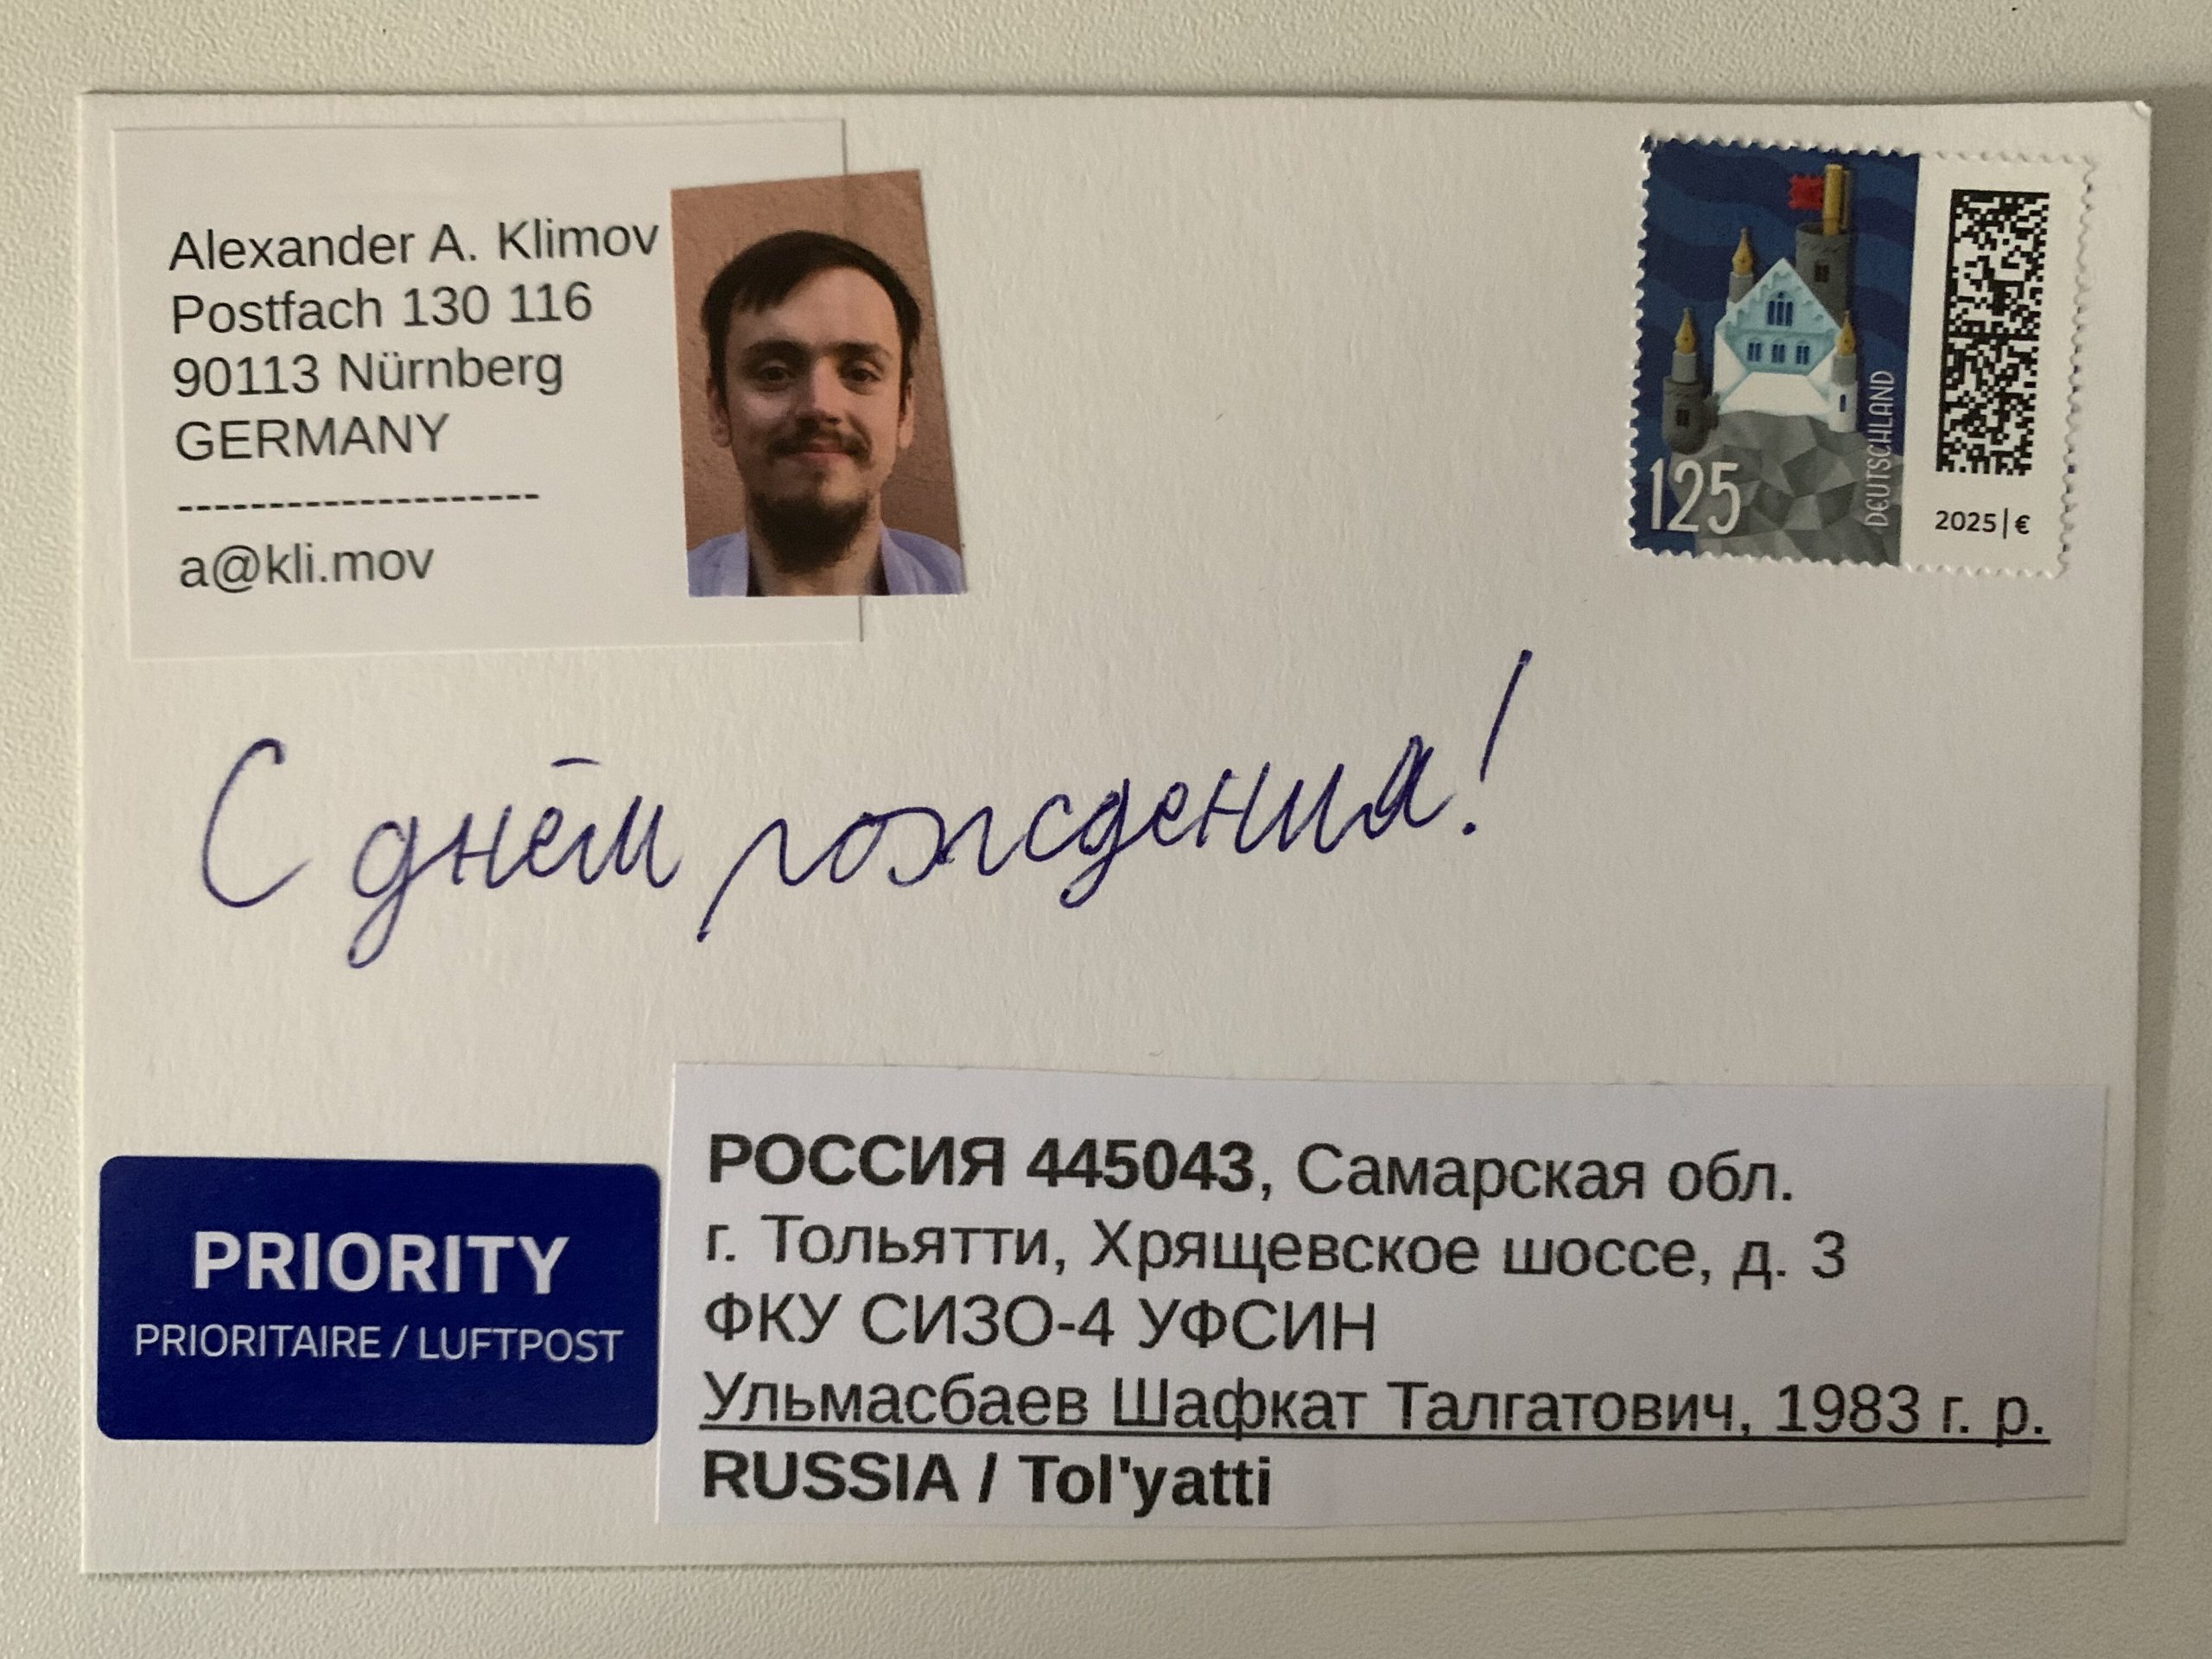 Alexander A. Klimov
Postfach 130 116
90113 Nürnberg
GERMANY
--------------------
a@kli.mov
125
DEUTSCHLAND
2025|€
С днём рождения!
PRIORITY
PRIORITAIRE / LUFTPOST
РОССИЯ 445043, Самарская обл.
г. Тольятти, Хрящевское шоссе, д. 3
ФКУ СИЗО-4 УФСИН
Ульмасбаев Шафкат Талгатович, 1983 г. р.
RUSSIA / Tol'yatti